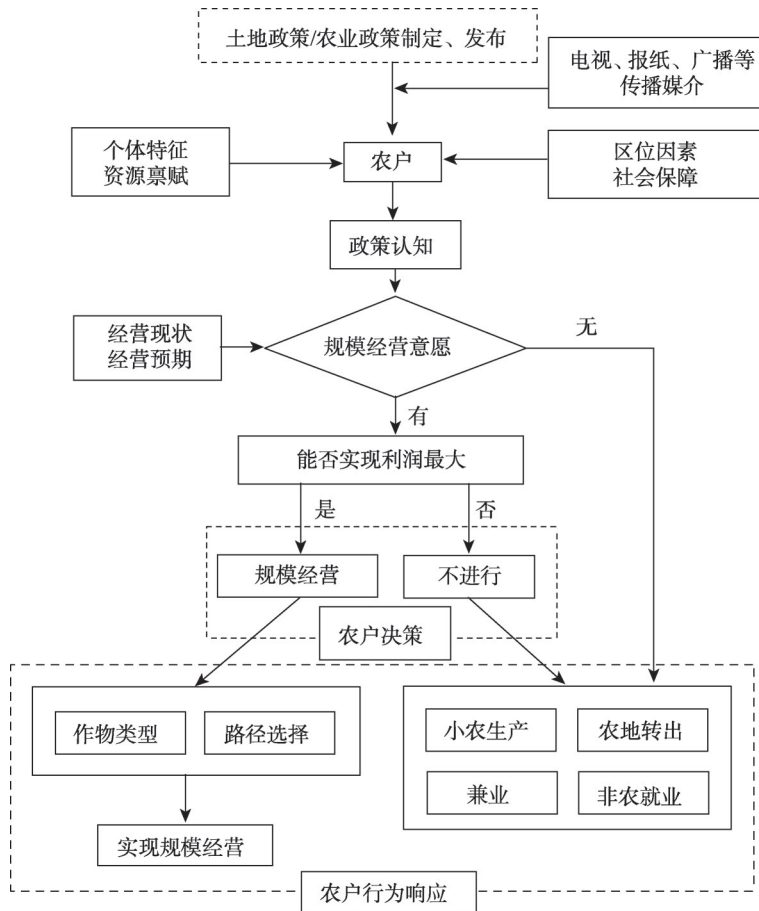 土地政策/农业政策制定、发布
电视、报纸、广播等
传播媒介
个体特征
资源禀赋
农户
区位因素
社会保障
政策认知
经营现状
经营预期
规模经营意愿
无
有
能否实现利润最大
是
否
规模经营
不进行
农户决策
作物类型
路径选择
小农生产
农地转出
兼业
非农就业
实现规模经营
农户行为响应